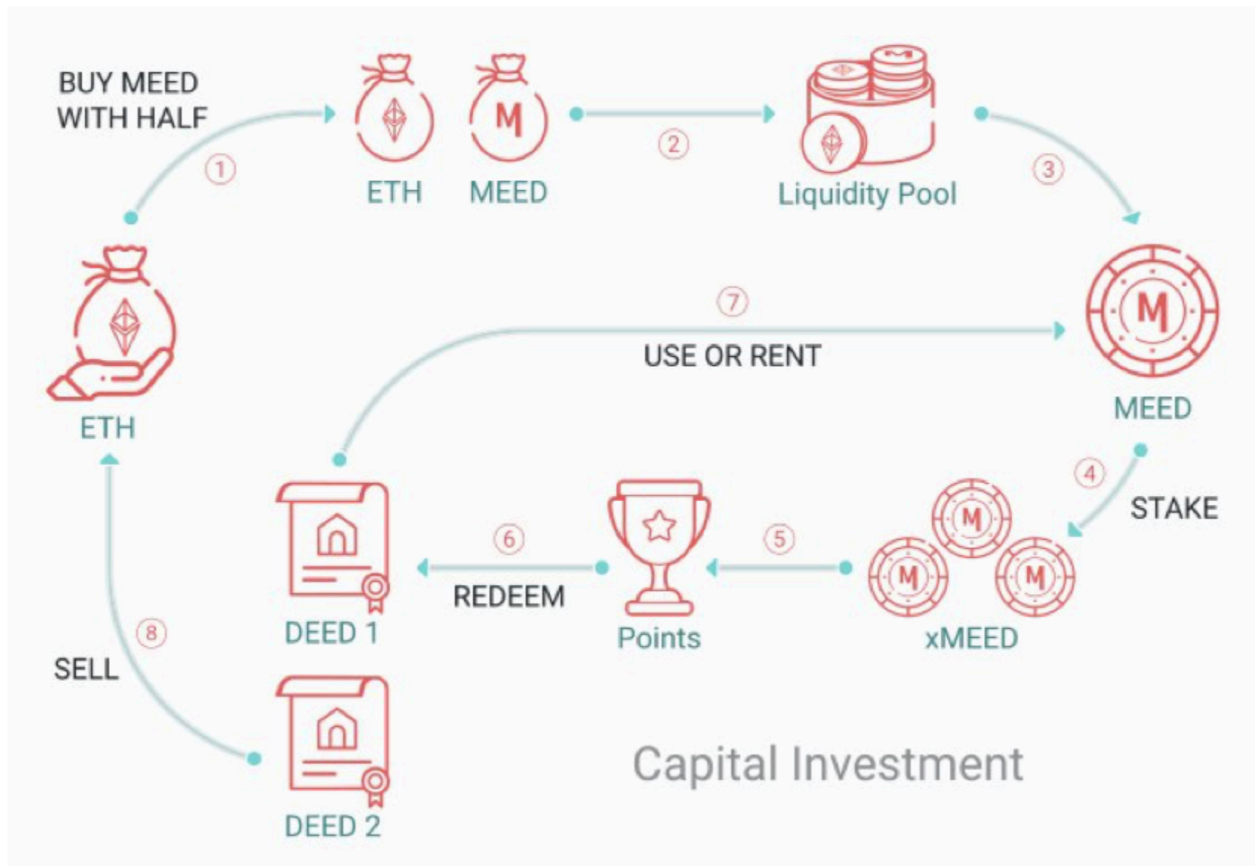 BUY MEED
WITH HALF
1
ETH
M
MEED
2
Liquidity Pool
3
M
MEED
ETH
7
USE OR RENT
4
STAKE
M
M
M
xMEED
5
Points
6
REDEEM
DEED 1
8
SELL
DEED 2
Capital Investment